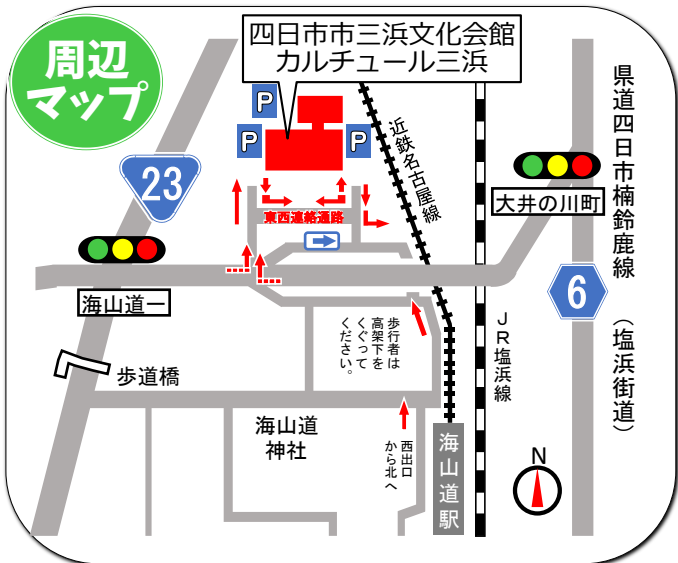 周辺
マップ
四日市市三浜文化会館
カルチュール三浜
P
P
P
近鉄名古屋線
県道四日市楠鈴鹿線
(塩浜街道)
23
大井の川町
東西連絡通路
海山道一
6
歩行者は
高架下を
くぐって
ください。
JR塩浜線
歩道橋
海山道
神社
西出口
から北へ
海山道駅
N